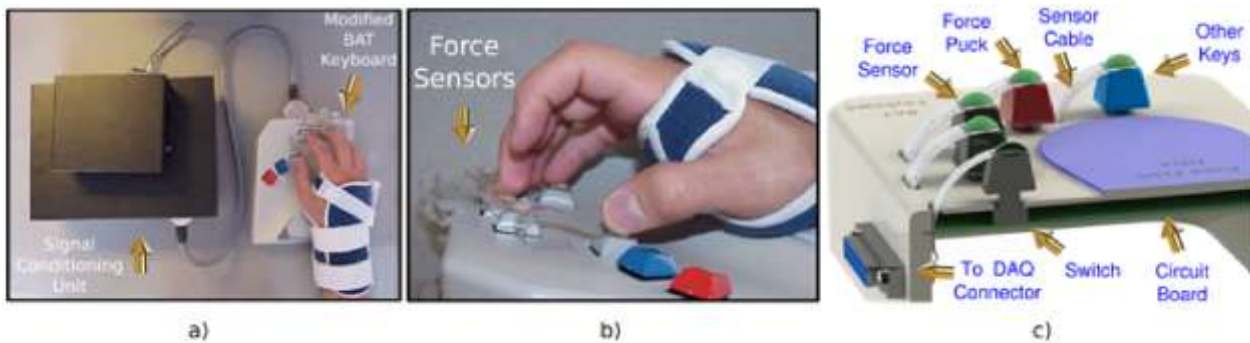 Modified
BAT
Keyboard
Signal
Conditioning
Unit
a)
Force
Sensors
b)
Force
Sensor
Force
Puck
Sensor
Cable
Other
Keys
To DAQ
Connector
Switch
Circuit
Board
c)